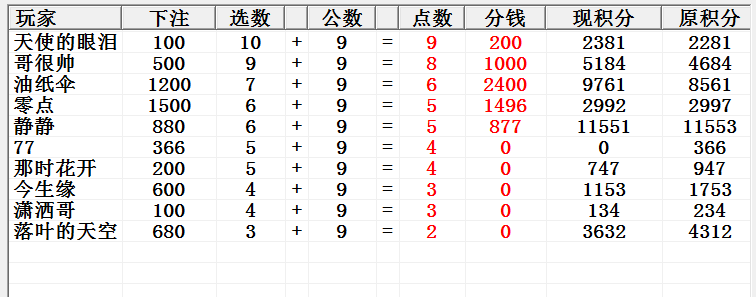 玩家 下注 选数 公数 点数 分钱 现积分 原积分
天使的眼泪 100 10 + 9 = 9 200 2381 2281
哥很帅 500 9 + 9 = 8 1000 5184 4684
油纸伞 1200 7 + 9 = 6 2400 9761 8561
零点 1500 6 + 9 = 5 1496 2992 2997
静静 880 6 + 9 = 5 877 11551 11553
77 366 5 + 9 = 4 0 0 366
那时花开 200 5 + 9 = 4 0 747 947
今生缘 600 4 + 9 = 3 0 1153 1753
潇洒哥 100 4 + 9 = 3 0 134 234
落叶的天空 680 3 + 9 = 2 0 3632 4312